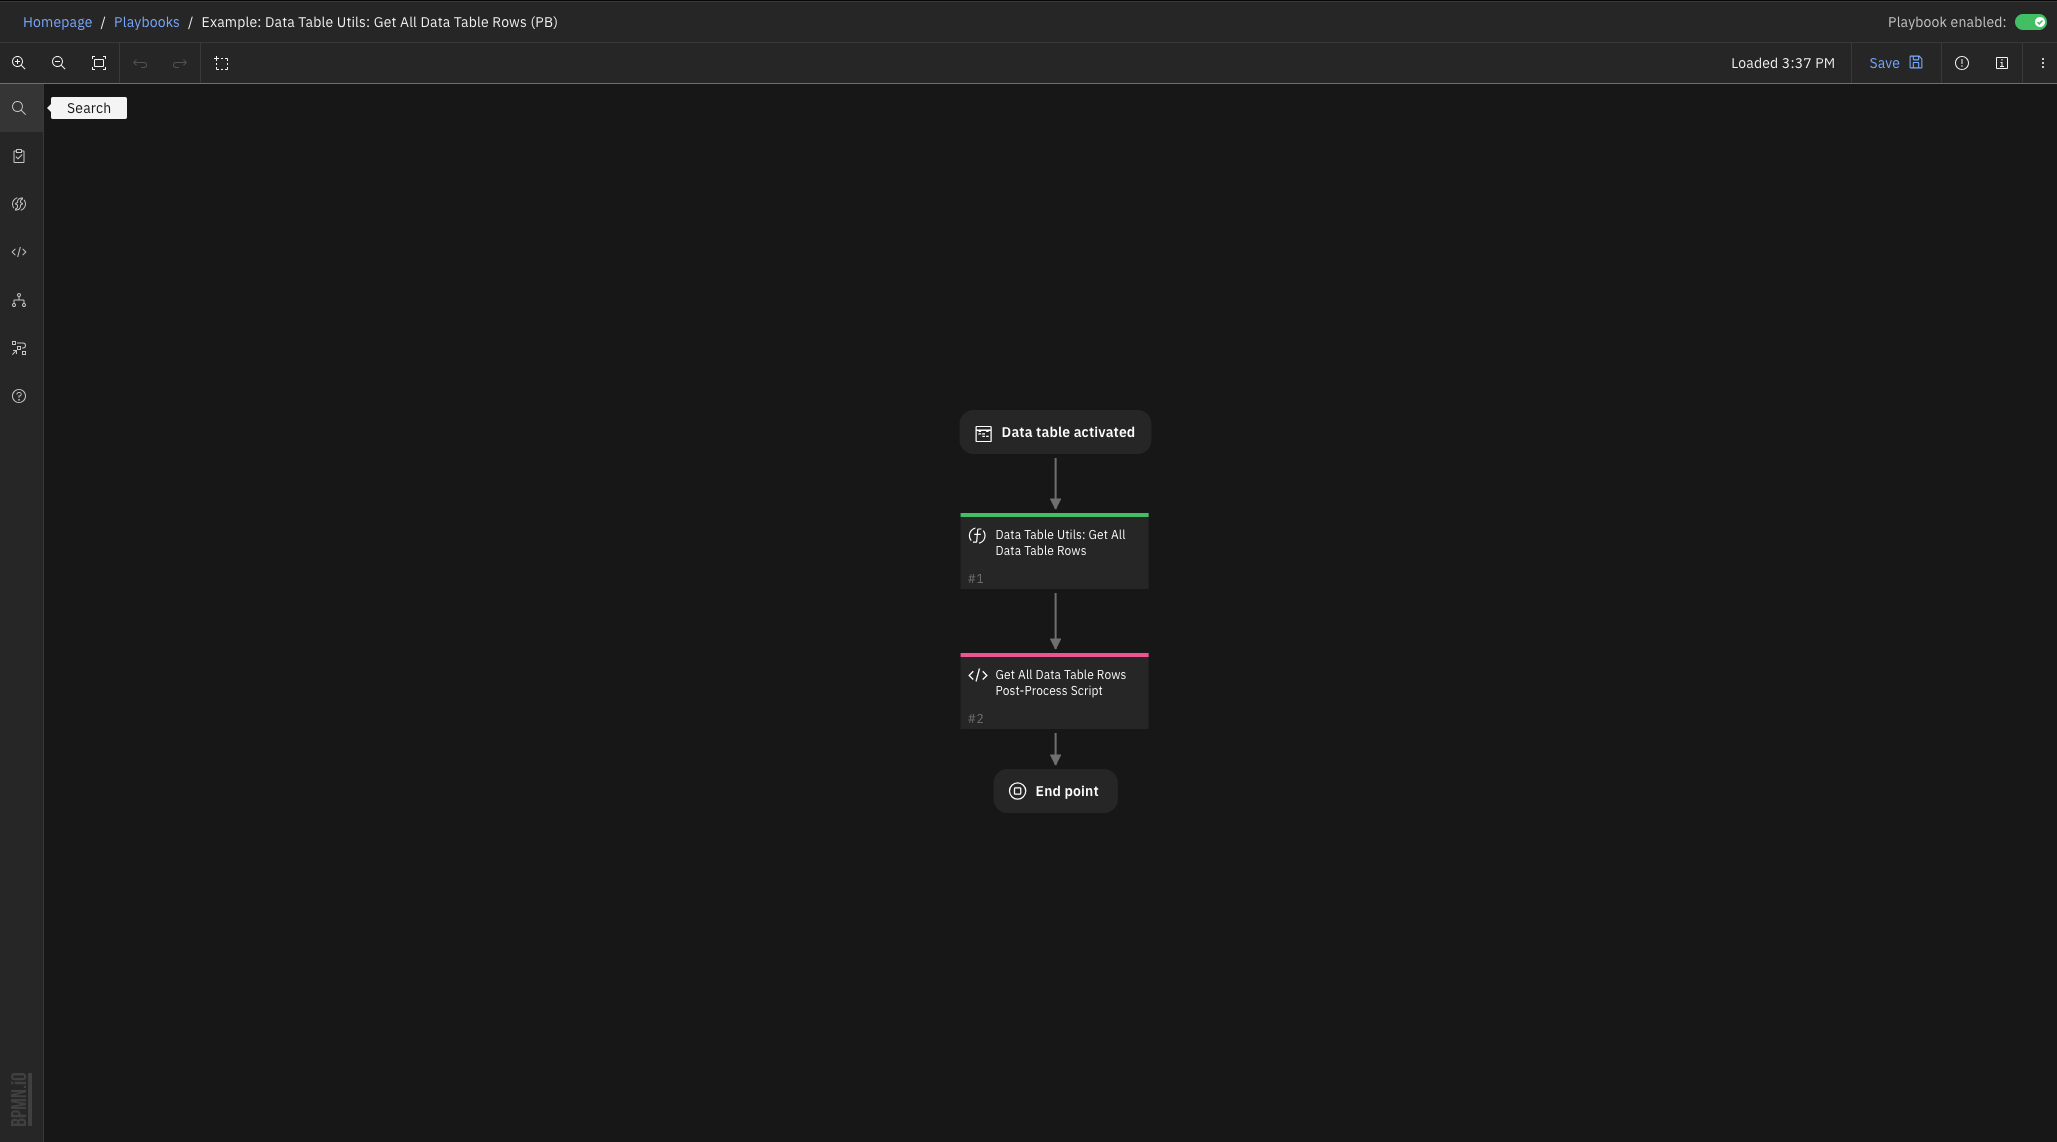 Homepage / Playbooks / Example: Data Table Utils: Get All Data Table Rows (PB)
Playbook enabled:
Loaded 3:37 PM
Save
Search
Data table activated
Data Table Utils: Get All
Data Table Rows
#1
Get All Data Table Rows
Post-Process Script
#2
End point
BPMN.iO